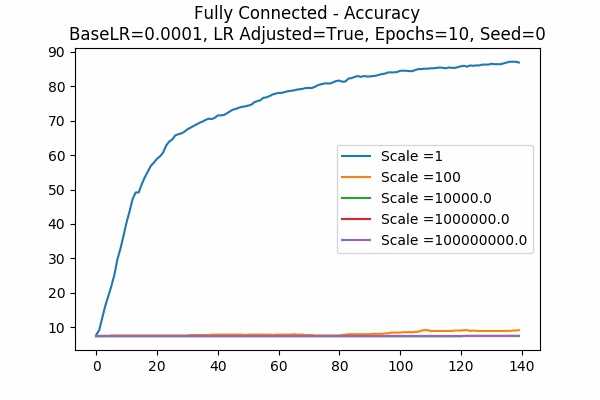 Fully Connected - Accuracy
BaseLR=0.0001, LR Adjusted=True, Epochs=10, Seed=0
90
80
70
60
50
40
30
20
10
Scale =1
Scale =100
Scale =10000.0
Scale =1000000.0
Scale =100000000.0
0 20 40 60 80 100 120 140